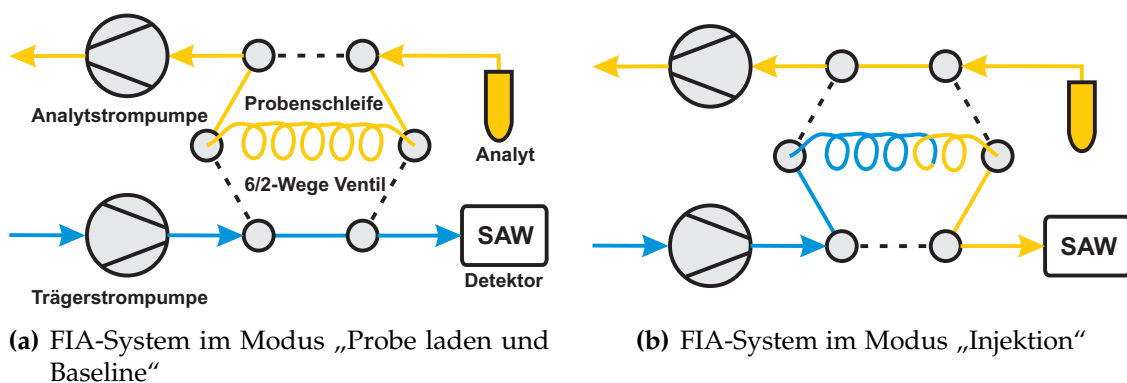 Analytstrompumpe
Probenschleife
Analyt
6/2-Wege Ventil
SAW
Trägerstrompumpe
Detektor
SAW
(a) FIA-System im Modus „Probe laden und
Baseline“
(b) FIA-System im Modus „Injektion“